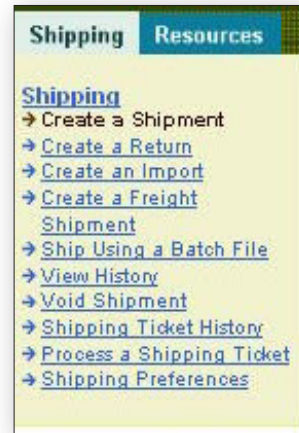 Shipping Resources
Shipping
Create a Shipment
Create a Return
Create an Import
Create a Freight
Shipment
Ship Using a Batch File
View History
Void Shipment
Shipping Ticket History
Process a Shipping Ticket
Shipping Preferences